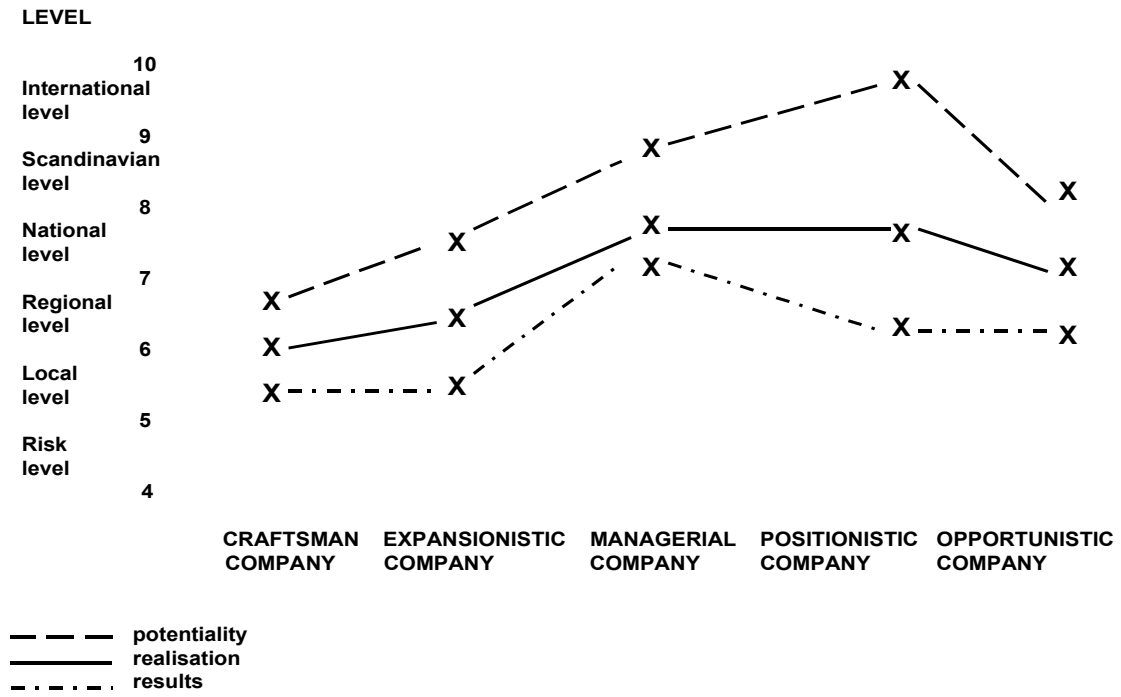 LEVEL
10
International
level
9
Scandinavian
level
8
National
level
7
Regional
level
6
Local
level
5
Risk
level
4
X X X X X
X X X X X
X X X X X
CRAFTSMAN EXPANSIONISTIC MANAGERIAL POSITIONISTIC OPPORTUNISTIC
COMPANY COMPANY COMPANY COMPANY COMPANY
potentiality
realisation
results